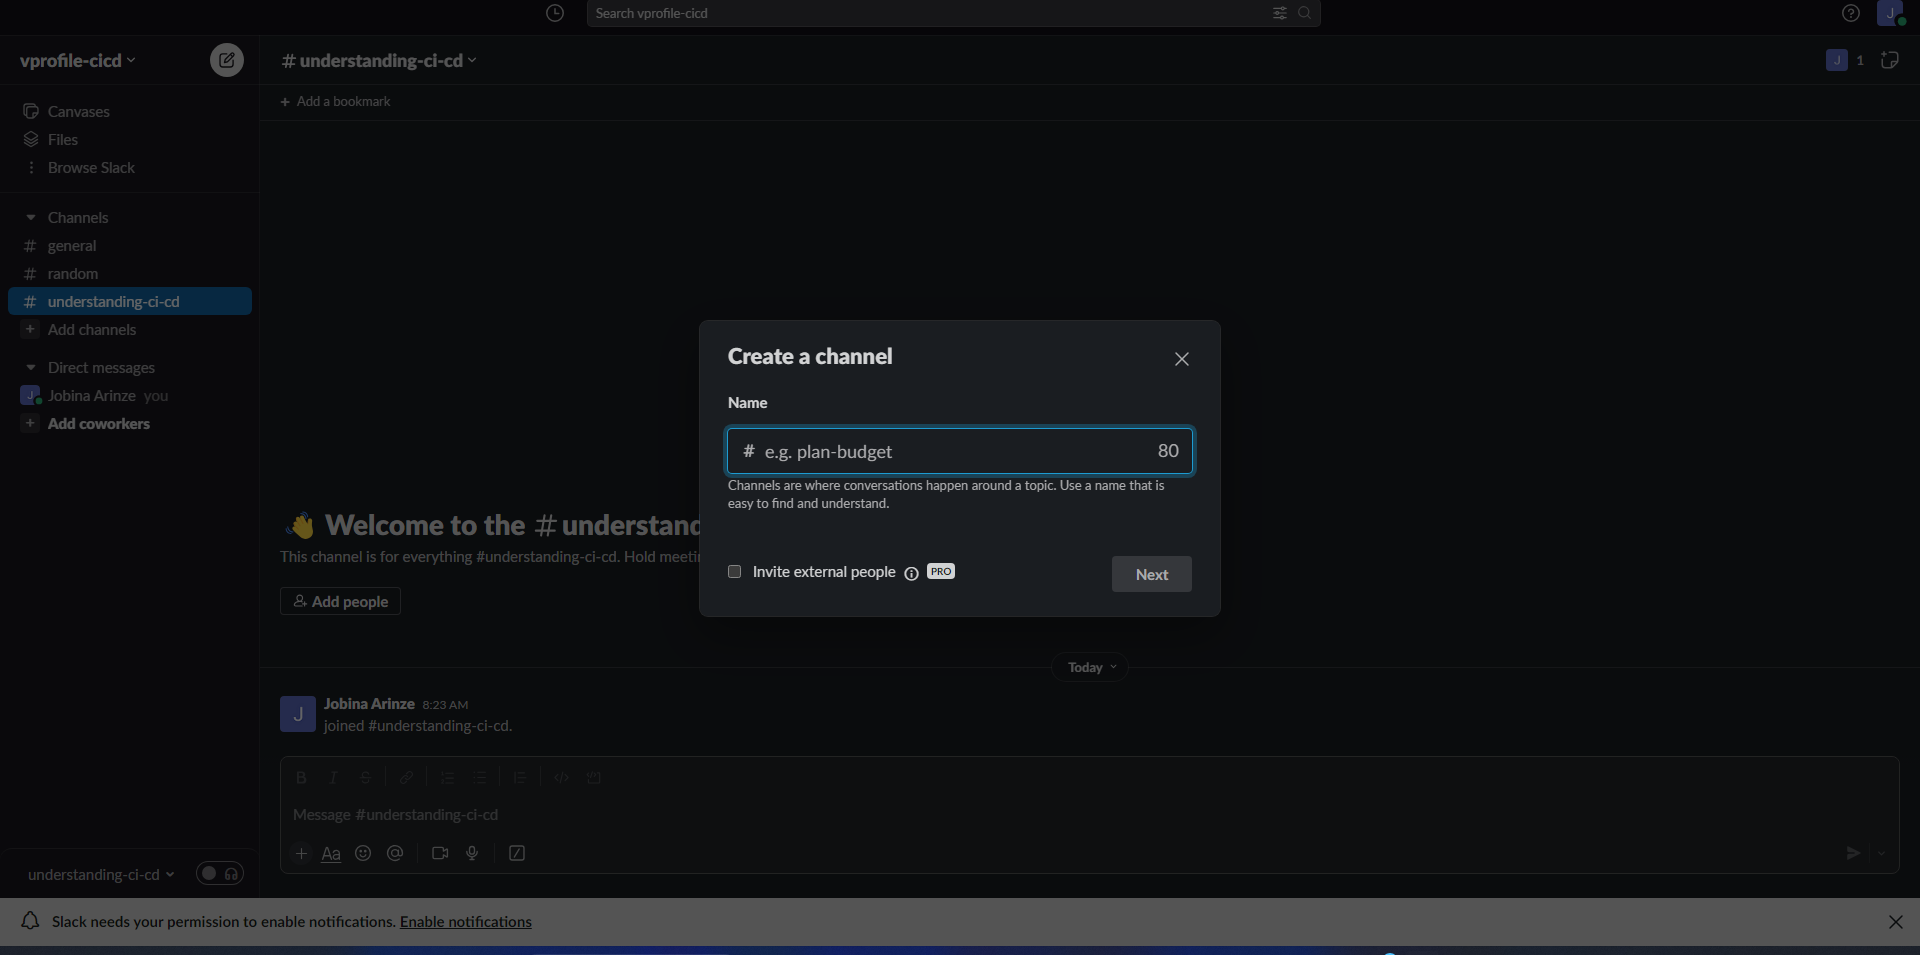 Search vprofile-cicd
J
vprofile-cicd
# understanding-ci-cd
J 1
+ Add a bookmark
Canvases
Files
Browse Slack
Channels
# general
# random
# understanding-ci-cd
+ Add channels
Direct messages
J Jobina Arinze you
+ Add coworkers
Create a channel
Name
# e.g. plan-budget 80
Channels are where conversations happen around a topic. Use a name that is
easy to find and understand.
Invite external people PRO
Next
👋 Welcome to the # understand
This channel is for everything #understanding-ci-cd. Hold meeti
Add people
Today
J
Jobina Arinze 8:23 AM
joined #understanding-ci-cd.
B I S
Message #understanding-ci-cd
+ Aa @
understanding-ci-cd
Slack needs your permission to enable notifications. Enable notifications